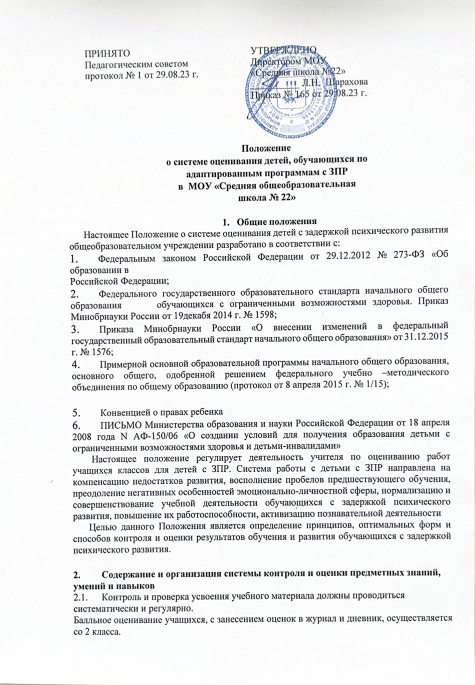 ПРИНЯТО
Педагогическим советом
протокол № 1 от 29.08.23 г.
УТВЕРЖДЕНО
Директором МОУ
«Средняя школа №22»
Л.Н. Шарахова
Приказ № 165 от 29.08.23 г.
Положение
о системе оценивания детей, обучающихся по
адаптированным программам с ЗПР
в МОУ «Средняя общеобразовательная
школа № 22»
1. Общие положения
Настоящее Положение о системе оценивания детей с задержкой психического развития
общеобразовательном учреждении разработано в соответствии с:
1. Федеральным законом Российской Федерации от 29.12.2012 № 273-ФЗ «Об
образовании в
Российской Федерации;
2. Федерального государственного образовательного стандарта начального общего
образования обучающихся с ограниченными возможностями здоровья. Приказ
Минобрнауки России от 19декабя 2014 г. № 1598;
3. Приказа Минобрнауки России «О внесении изменений в федеральный
государственный образовательный стандарт начального общего образования» от 31.12.2015
г. № 1576;
4. Примерной основной образовательной программы начального общего образования,
основного общего, одобренной решением федерального учебно –методического
объединения по общему образованию (протокол от 8 апреля 2015 г. № 1/15);
5. Конвенцией о правах ребенка
6. ПИСЬМО Министерства образования и науки Российской Федерации от 18 апреля
2008 года N АФ-150/06 «О создании условий для получения образования детьми с
ограниченными возможностями здоровья и детьми-инвалидами»
Настоящее положение регулирует деятельность учителя по оцениванию работ
учащихся классов для детей с ЗПР. Система работы с детьми с ЗПР направлена на
компенсацию недостатков развития, восполнение пробелов предшествующего обучения,
преодоление негативных особенностей эмоционально-личностной сферы, нормализацию и
совершенствование учебной деятельности обучающихся с задержкой психического
развития, повышение их работоспособности, активизацию познавательной деятельности
Целью данного Положения является определение принципов, оптимальных форм и
способов контроля и оценки результатов обучения и развития обучающихся с задержкой
психического развития.
2. Содержание и организация системы контроля и оценки предметных знаний,
умений и навыков
2.1. Контроль и проверка усвоения учебного материала должны проводиться
систематически и регулярно.
Балльное оценивание учащихся, с занесением оценок в журнал и дневник, осуществляется
со 2 класса.